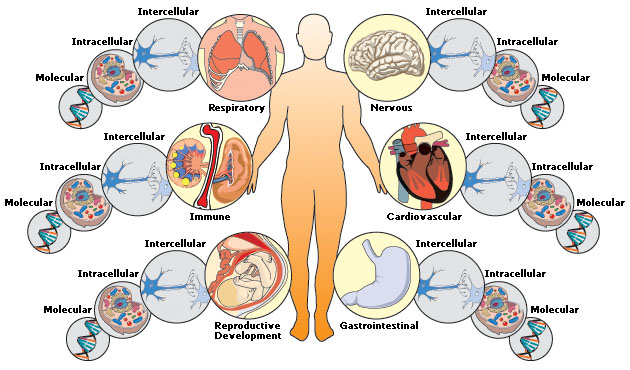 Intercellular
Intracellular
Molecular
Respiratory
Intercellular
Intracellular
Molecular
Nervous
Intercellular
Intracellular
Molecular
Immune
Intercellular
Intracellular
Molecular
Cardiovascular
Intercellular
Intracellular
Molecular
Reproductive
Development
Intercellular
Intracellular
Molecular
Gastrointestinal